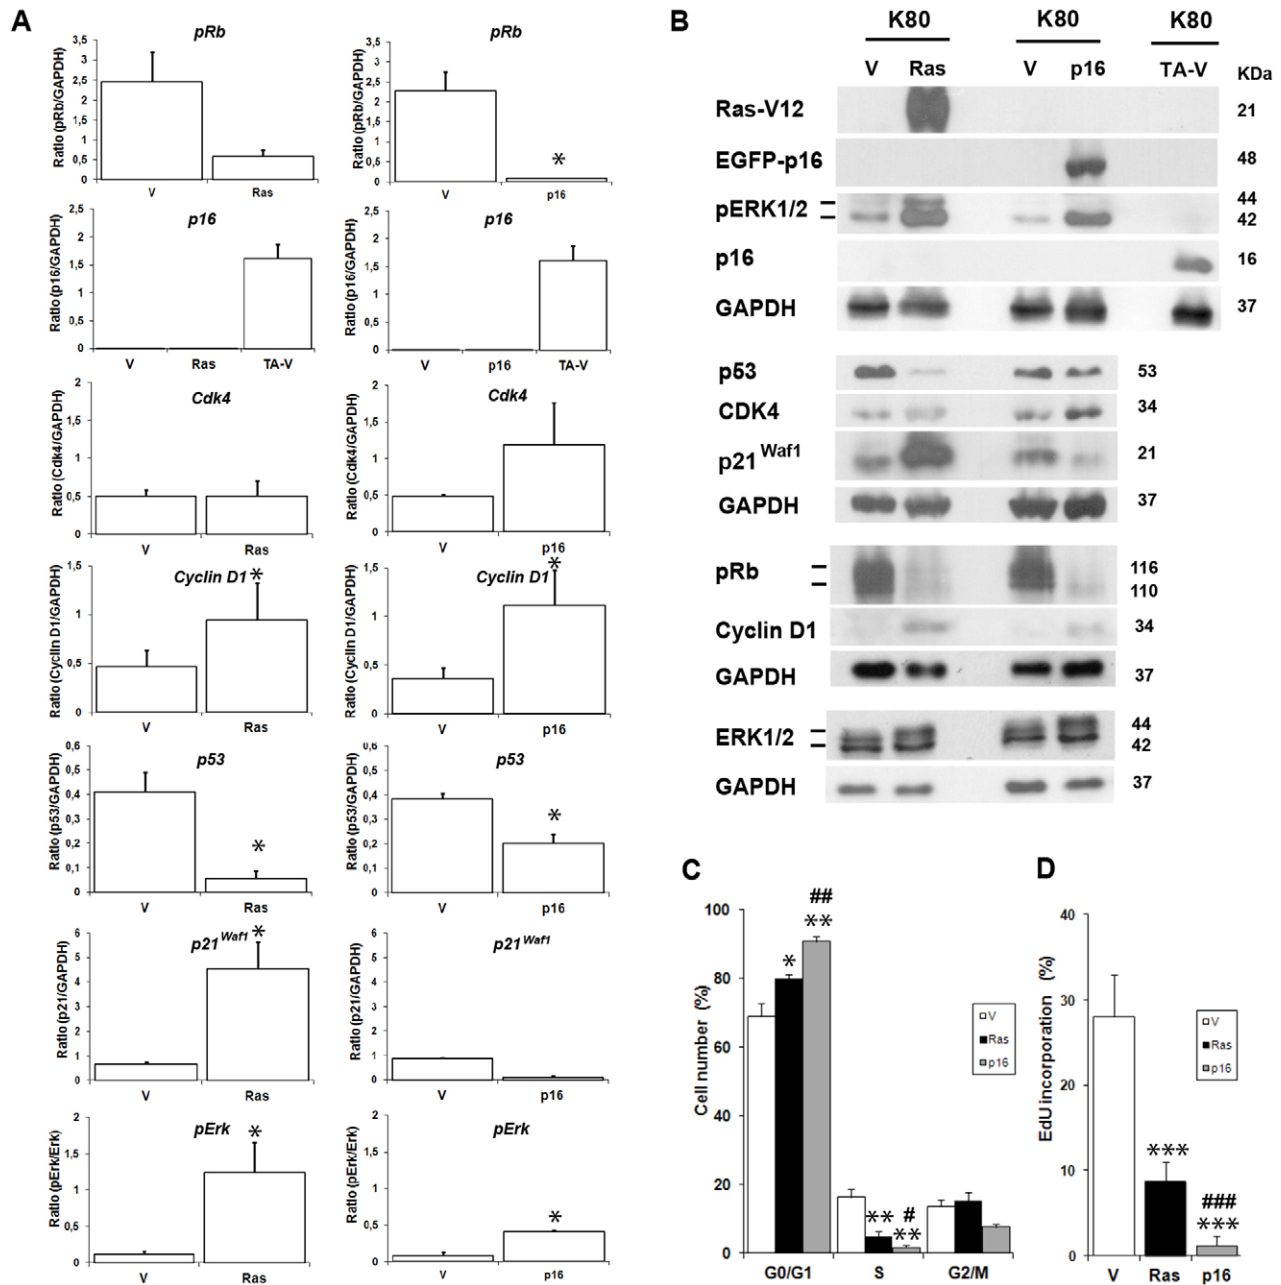 A
pRb
Ratio (pRb/GAPDH)
3,5
3
2,5
2
1,5
1
0,5
0
V
Ras
pRb
Ratio (pRb/GAPDH)
3,5
3
2,5
2
1,5
1
0,5
0
*
V
p16
p16
Ratio (p16/GAPDH)
2,5
2
1,5
1
0,5
0
V
Ras
TA-V
p16
Ratio (p16/GAPDH)
2,5
2
1,5
1
0,5
0
V
p16
TA-V
Cdk4
Ratio (Cdk4/GAPDH)
2
1,5
1
0,5
0
V
Ras
Cdk4
Ratio (Cdk4/GAPDH)
2
1,5
1
0,5
0
V
p16
Cyclin D1 *
Ratio (Cyclin D1/GAPDH)
1,5
1
0,5
0
V
Ras
Cyclin D1 *
Ratio (Cyclin D1/GAPDH)
1,5
1
0,5
0
V
p16
p53
Ratio (p53/GAPDH)
0,6
0,5
0,4
0,3
0,2
0,1
0
*
V
Ras
p53
Ratio (p53/GAPDH)
0,6
0,5
0,4
0,3
0,2
0,1
0
*
V
p16
p21 Waf1 *
Ratio (p21/GAPDH)
6
5
4
3
2
1
0
V
Ras
p21 Waf1
Ratio (p21/GAPDH)
6
5
4
3
2
1
0
V
p16
pErk
Ratio (pErk/Erk)
2
1,5
1
0,5
0
*
V
Ras
pErk
Ratio (pErk/Erk)
2
1,5
1
0,5
0
*
V
p16
B
K80 K80 K80
V Ras V p16 TA-V KDa
Ras-V12 21
EGFP-p16 48
pERK1/2 44
42
p16 16
GAPDH 37
p53 53
CDK4 34
p21 Waf1 21
GAPDH 37
pRb 116
110
Cyclin D1 34
GAPDH 37
ERK1/2 44
42
GAPDH 37
C
Cell number (%)
100
80
60
40
20
0
*
##
**
**
#
**
G0/G1 S G2/M
V
Ras
p16
D
EdU incorporation (%)
40
30
20
10
0
***
###
***
V Ras p16
V
Ras
p16